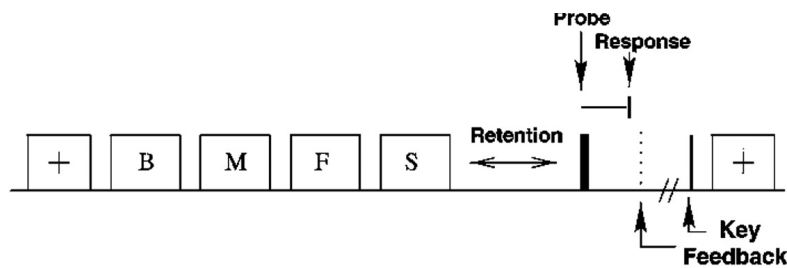 Probe
Response
Retention
+ B M F S +
Key
Feedback